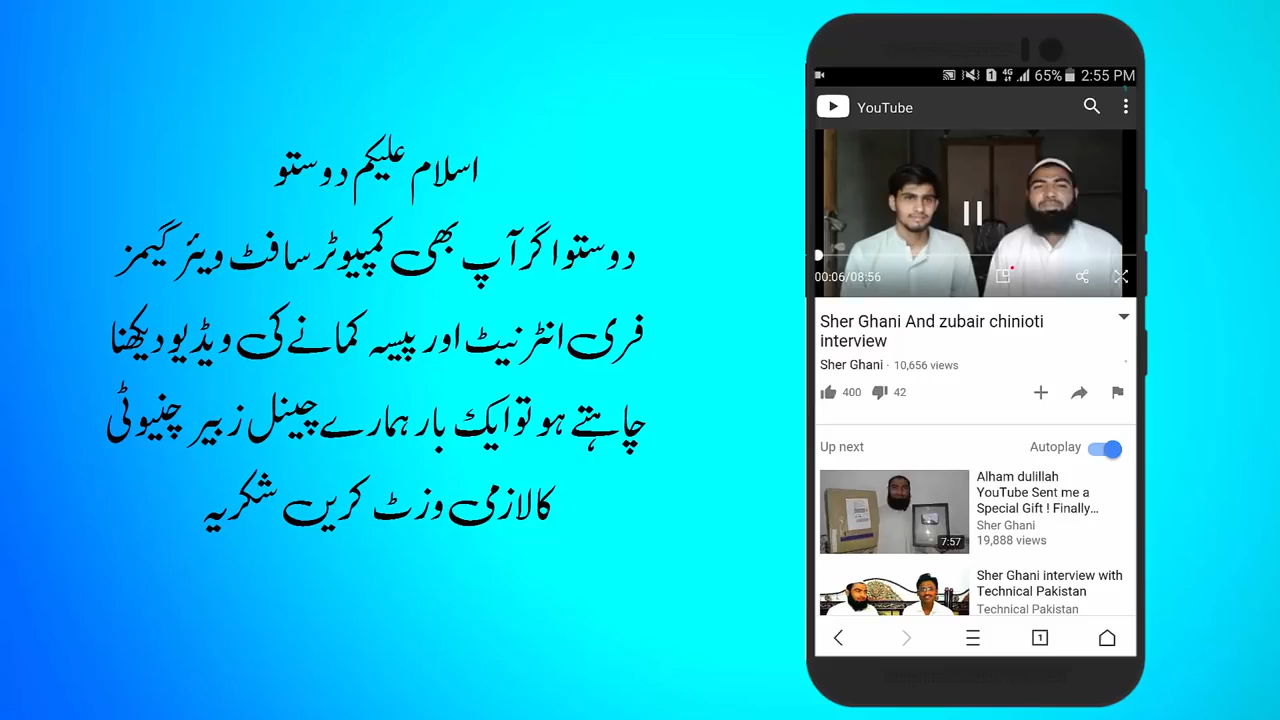 اسلام علیکم دوستو
دوستو اگر آپ بھی کمپیوٹر سافٹ ویئر گیمز
فری انٹرنیٹ اور پیسہ کمانے کی ویڈیو دیکھنا
چاہتے ہو تو ایک بار ہمارے چینل زبیر چنیوٹی
کا لازمی وزٹ کریں شکریہ
1 4G 65% 2:55 PM
YouTube
00:06/08:56
Sher Ghani And zubair chinioti
interview
Sher Ghani · 10,656 views
400 42
Up next Autoplay
Alham dulillah
YouTube Sent me a
Special Gift ! Finally...
Sher Ghani
19,888 views
7:57
Sher Ghani interview with
Technical Pakistan
Technical Pakistan
1